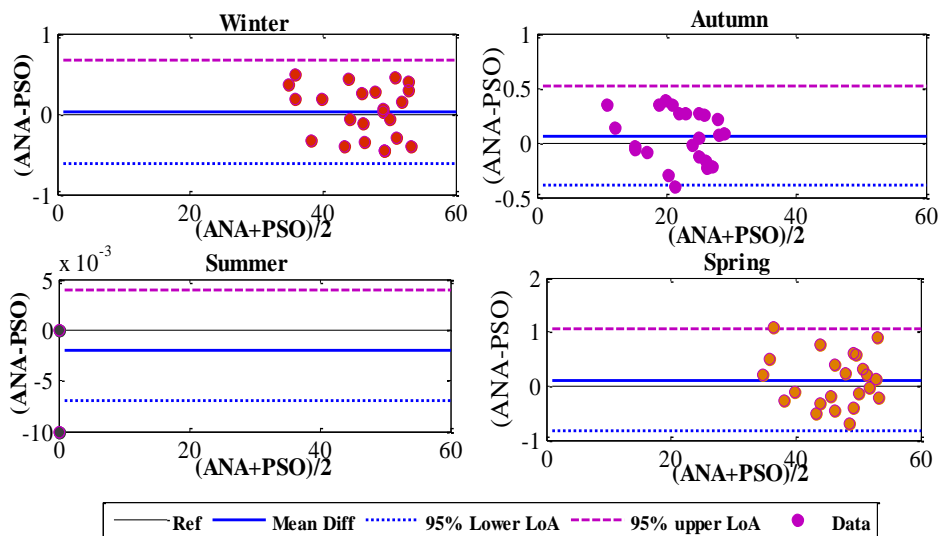 Winter
(ANA-PSO)
1
0
-1
0
20
40
60
(ANA+PSO)/2
Autumn
(ANA-PSO)
1
0.5
0
-0.5
0
20
40
60
(ANA+PSO)/2
x 10-3
Summer
(ANA-PSO)
5
0
-5
-10
0
20
40
60
(ANA+PSO)/2
Spring
(ANA-PSO)
2
1
0
-1
0
20
40
60
(ANA+PSO)/2
Ref Mean Diff 95% Lower LoA 95% upper LoA Data